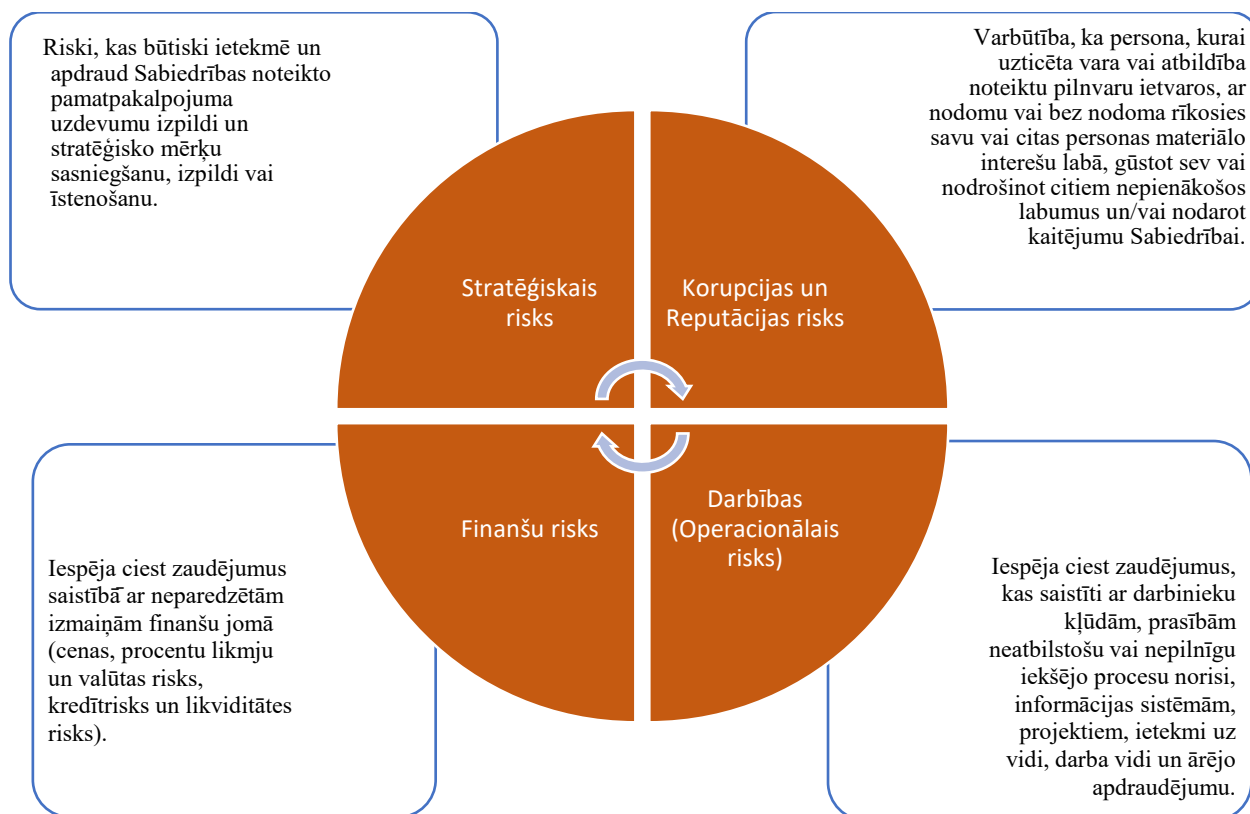 Riski, kas būtiski ietekmē un
apdraud Sabiedrības noteikto
pamatpakalpojuma
uzdevumu izpildi un
stratēģisko mērķu
sasniegšanu, izpildi vai
īstenošanu.
Varbūtība, ka persona, kurai
uzticēta vara vai atbildība
noteiktu pilnvaru ietvaros, ar
nodomu vai bez nodoma rīkosies
savu vai citas personas materiālo
interešu labā, gūstot sev vai
nodrošinot citiem nepienākošos
labumus un/vai nodarot
kaitējumu Sabiedrībai.
Stratēģiskais
risks
Korupcijas un
Reputācijas risks
Finanšu risks
Darbības
(Operacionālais
risks)
Iespēja ciest zaudējumus
saistībā ar neparedzētām
izmaiņām finanšu jomā
(cenas, procentu likmju
un valūtas risks,
kredītrisks un likviditātes
risks).
Iespēja ciest zaudējumus,
kas saistīti ar darbinieku
kļūdām, prasībām
neatbilstošu vai nepilnīgu
iekšējo procesu norisi,
informācijas sistēmām,
projektiem, ietekmi uz
vidi, darba vidi un ārējo
apdraudējumu.